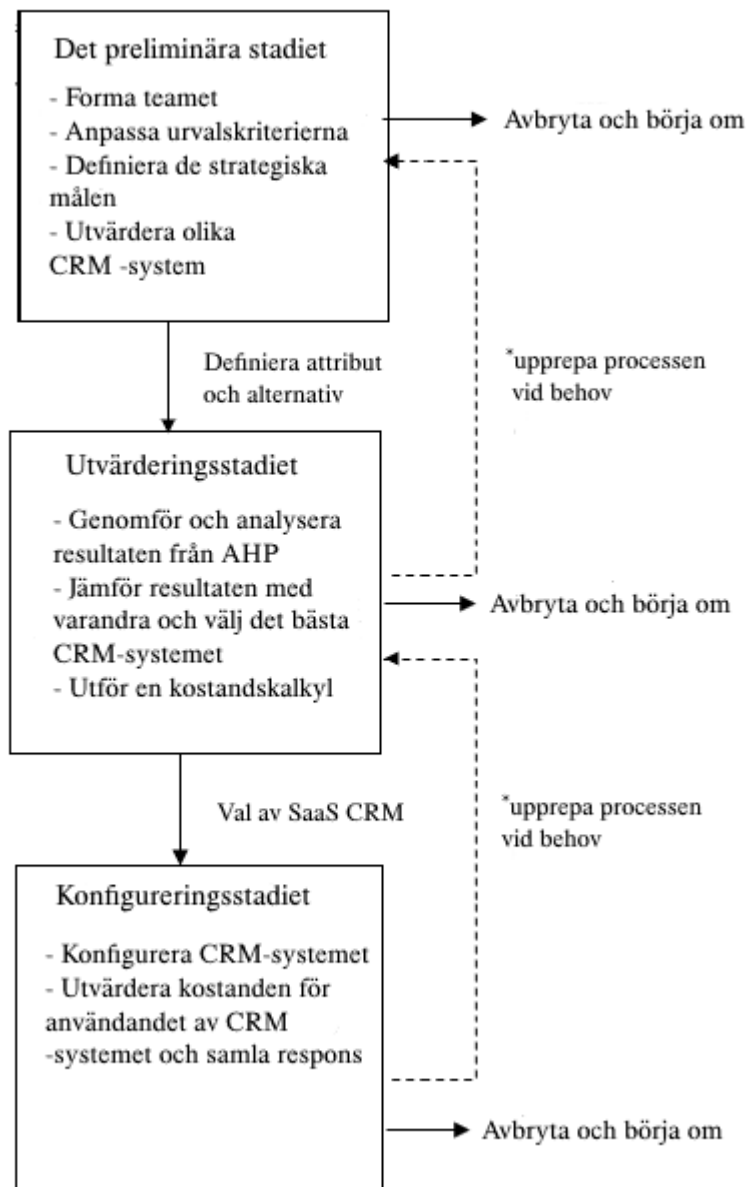 Det preliminära stadiet
- Forma teamet
- Anpassa urvalskriterierna
- Definiera de strategiska
målen
- Utvärdera olika
CRM -system
Avbryta och börja om
Definiera attribut
och alternativ
*upprepa processen
vid behov
Utvärderingsstadiet
- Genomför och analysera
resultaten från AHP
- Jämför resultaten med
varandra och välj det bästa
CRM-systemet
- Utför en kostandskalkyl
Avbryta och börja om
Val av SaaS CRM
*upprepa processen
vid behov
Konfigureringsstadiet
- Konfigurera CRM-systemet
- Utvärdera kostanden för
användandet av CRM
-systemet och samla respons
Avbryta och börja om